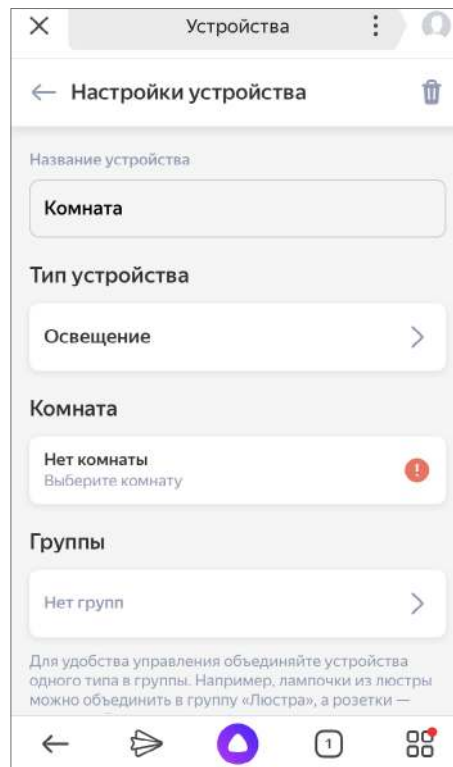 Устройства
Настройки устройства
Название устройства
Комната
Тип устройства
Освещение
Комната
Нет комнаты
Выберите комнату
Группы
Нет групп
Для удобства управления объединяйте устройства
одного типа в группы. Например, лампочки из люстры
можно объединить в группу «Люстра», а розетки —
1